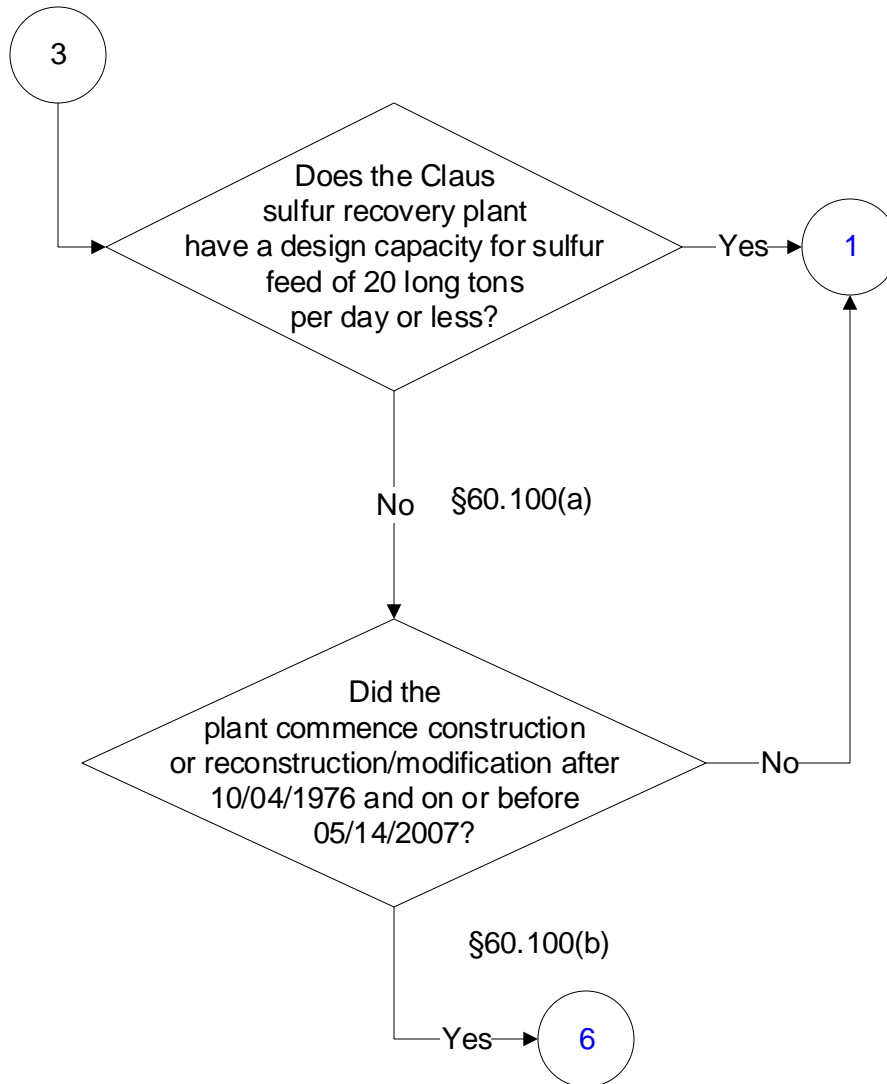 3
Does the Claus
sulfur recovery plant
have a design capacity for sulfur
feed of 20 long tons
per day or less?
Yes
1
No
§60.100(a)
Did the
plant commence construction
or reconstruction/modification after
10/04/1976 and on or before
05/14/2007?
No
§60.100(b)
Yes
6